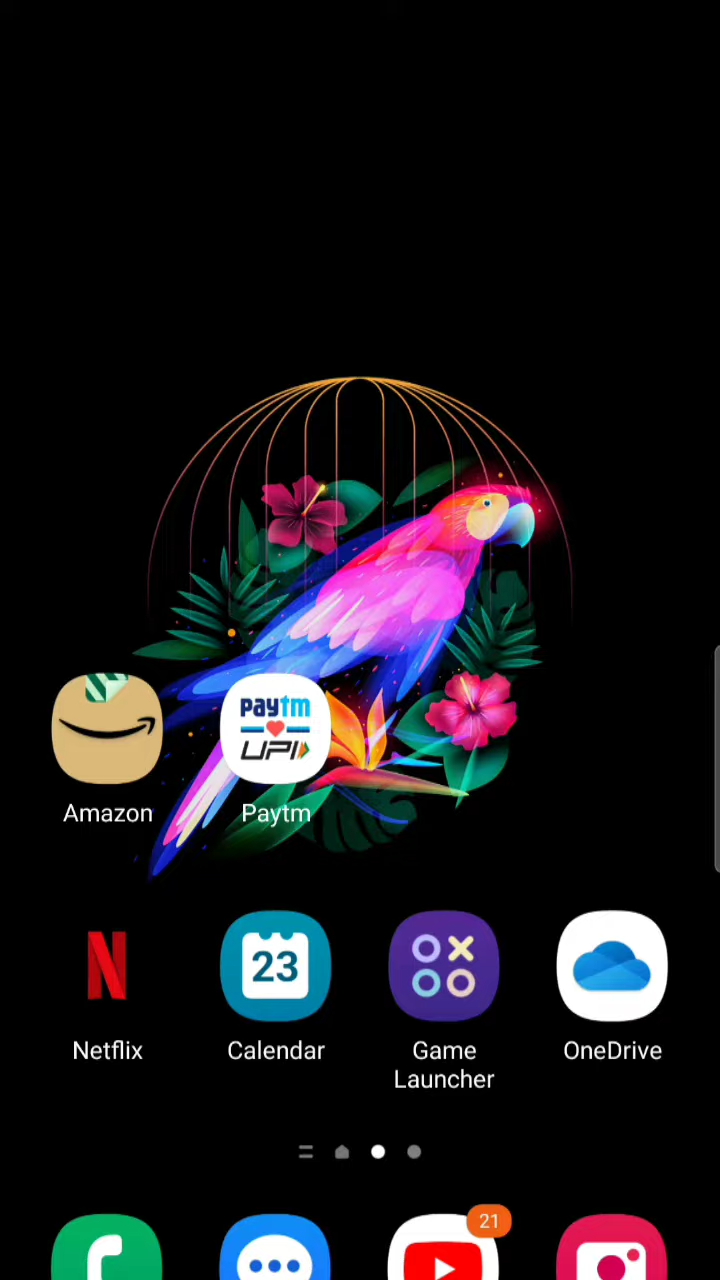 paytm
UPI
Amazon
Paytm
N
23
Netflix
Calendar
Game
Launcher
OneDrive
21